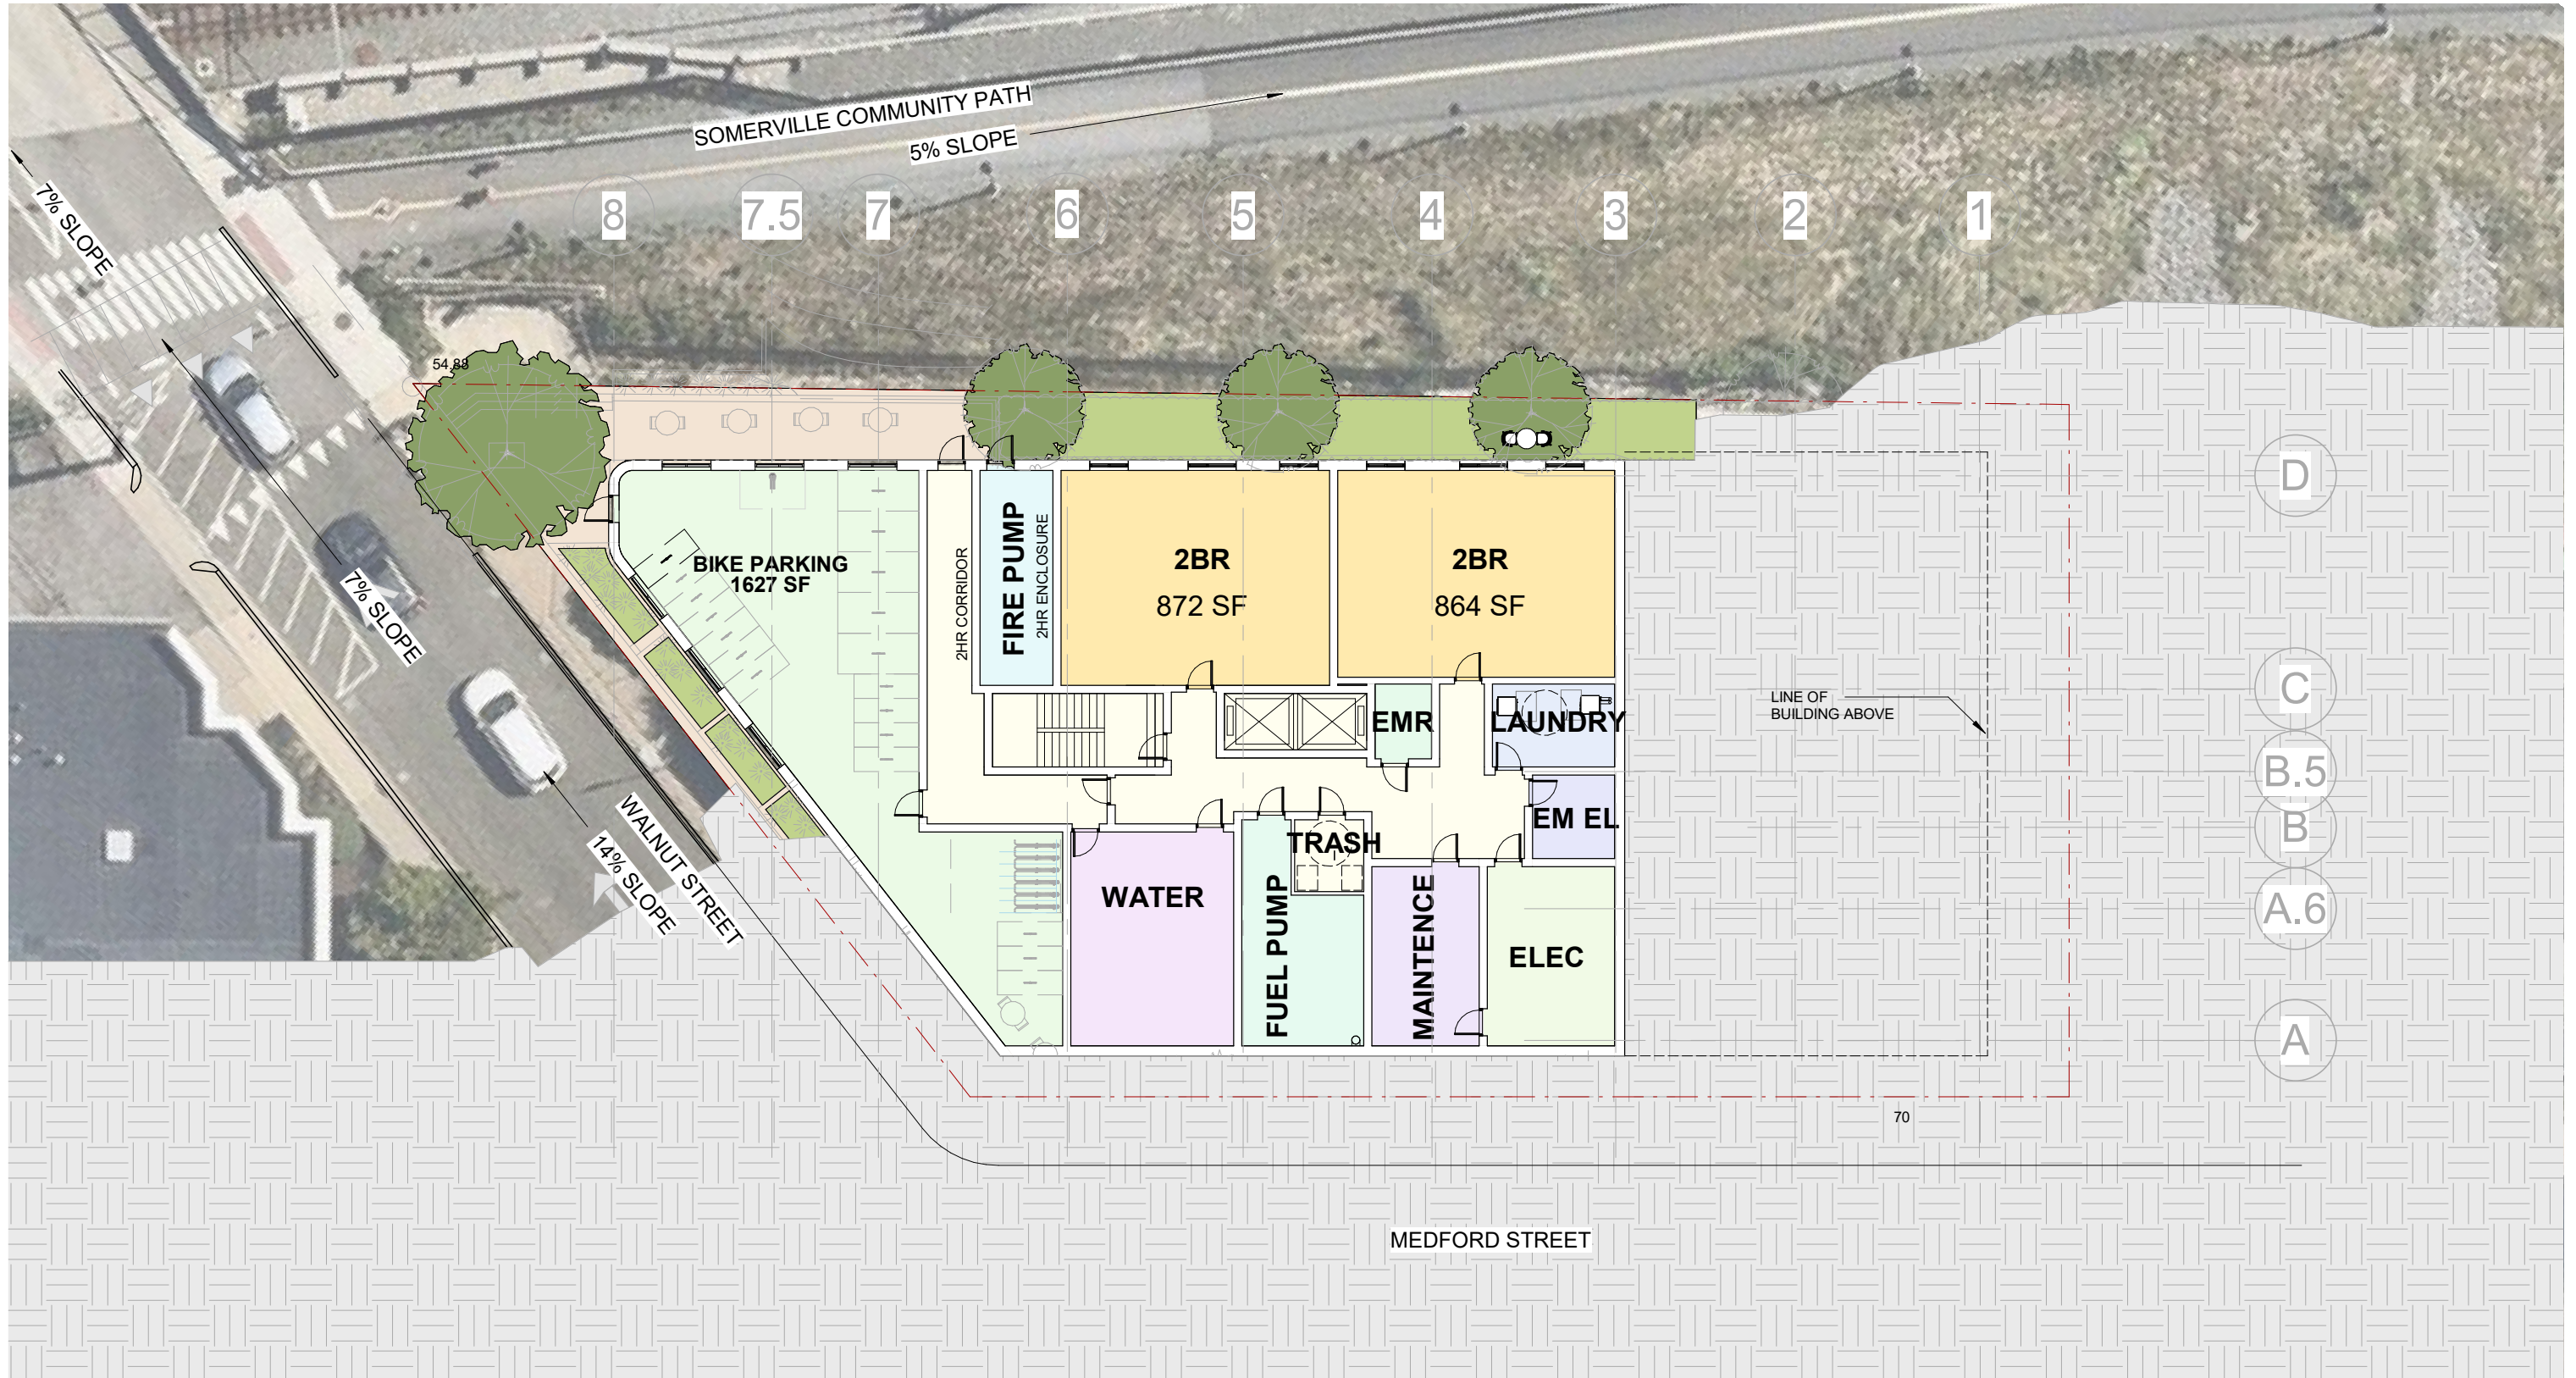 SOMERVILLE COMMUNITY PATH
5% SLOPE
7% SLOPE
8
7.5
7
6
5
4
3
2
1
54.88
D
BIKE PARKING
1627 SF
2HR CORRIDOR
FIRE PUMP
2HR ENCLOSURE
2BR
872 SF
2BR
864 SF
7% SLOPE
C
LINE OF
BUILDING ABOVE
EMR
LAUNDRY
B.5
WALNUT STREET
14% SLOPE
EM EL
B
TRASH
WATER
FUEL PUMP
MAINTENCE
ELEC
A.6
A
70
MEDFORD STREET